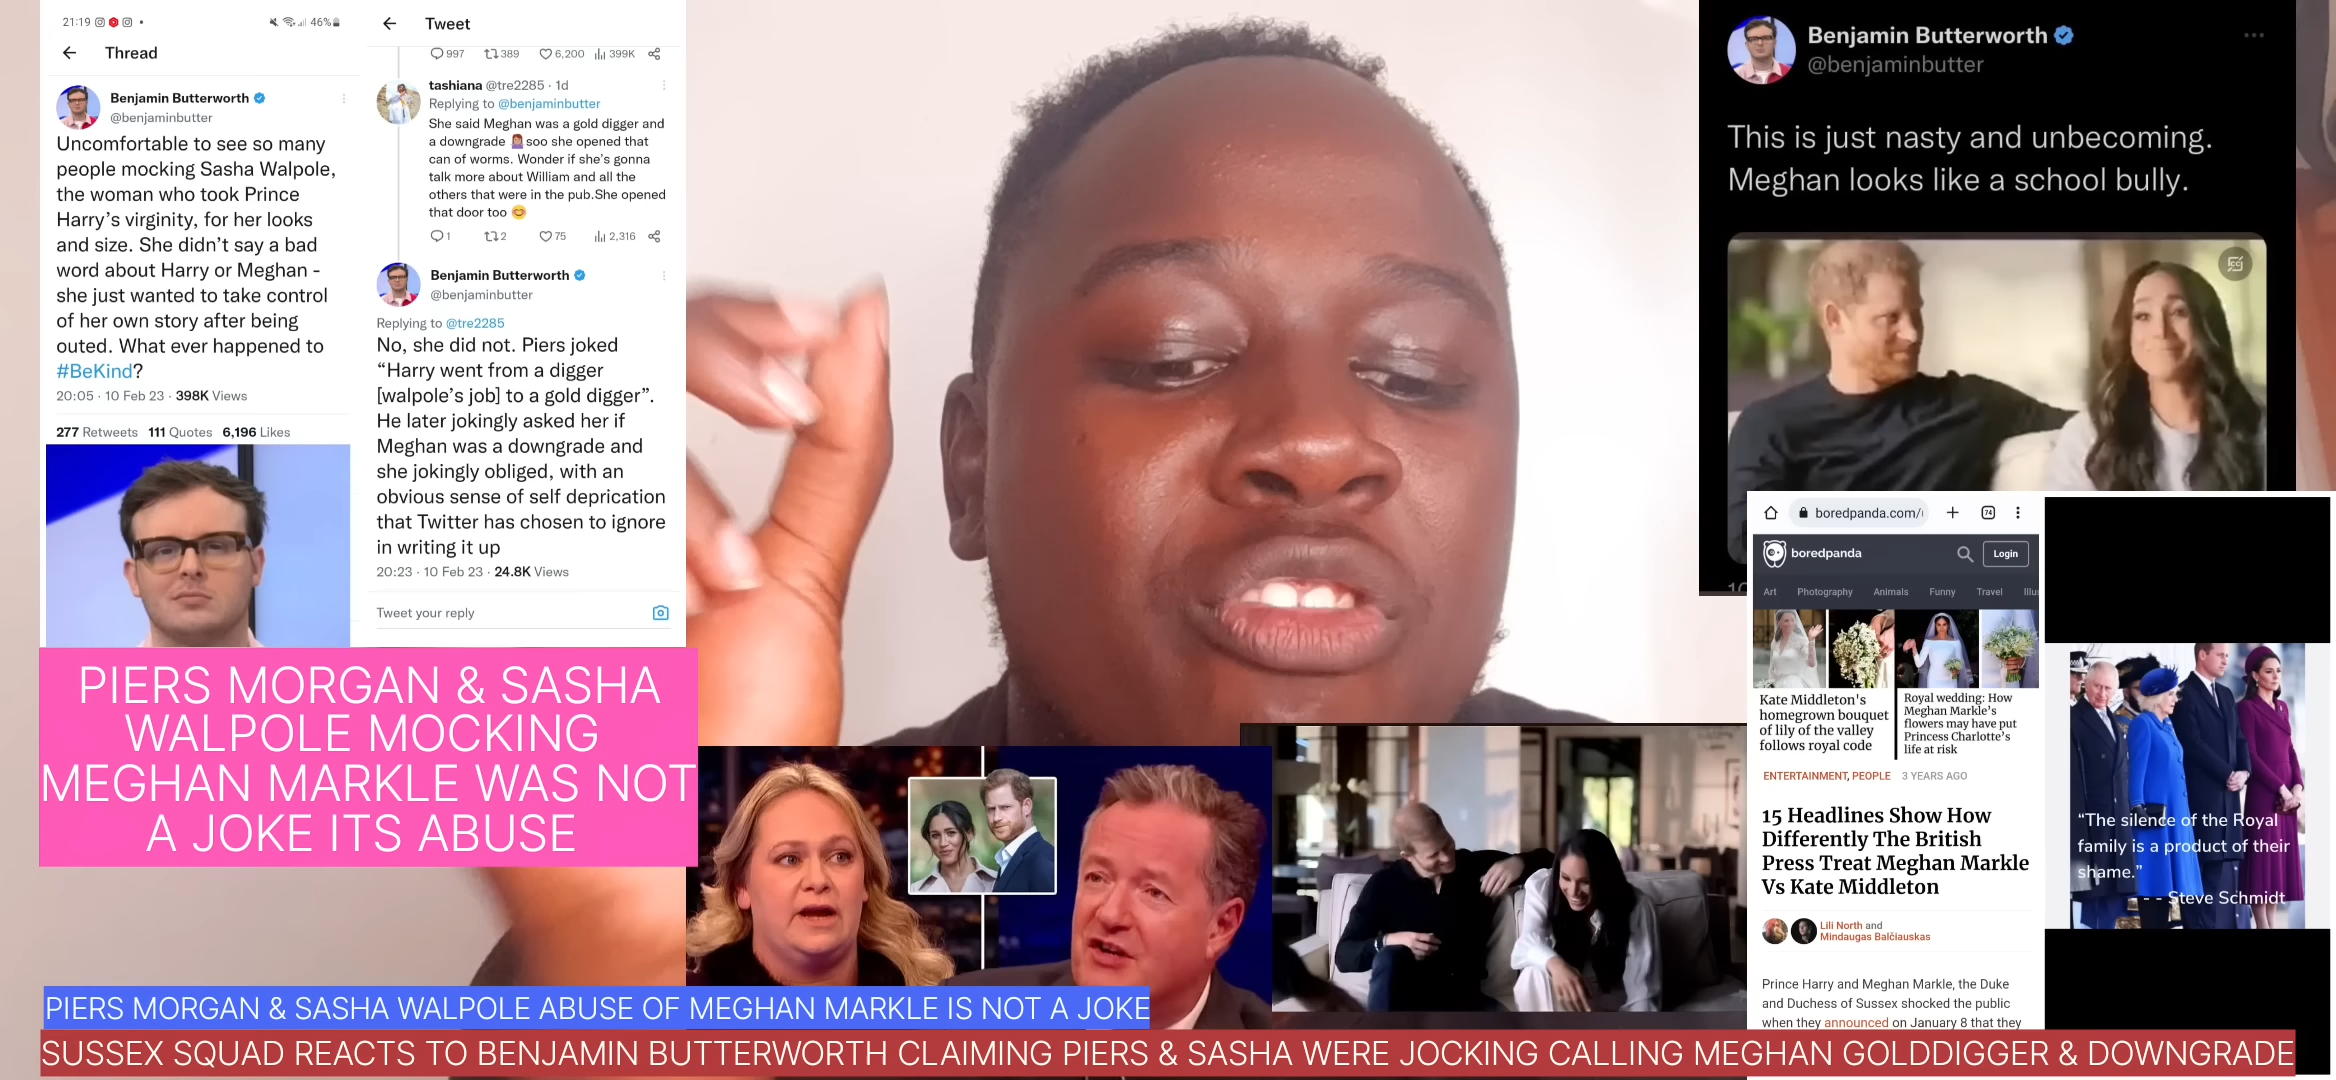 21:19
46%
Thread
Benjamin Butterworth
@benjaminbutter
Uncomfortable to see so many
people mocking Sasha Walpole,
the woman who took Prince
Harry's virginity, for her looks
and size. She didn't say a bad
word about Harry or Meghan -
she just wanted to take control
of her own story after being
outed. What ever happened to
#BeKind?
20:05 · 10 Feb 23 · 398K Views
277 Retweets 111 Quotes 6,196 Likes
Tweet
997 389 6,200 399K
tashiana @tre2285 · 1d
Replying to @benjaminbutter
She said Meghan was a gold digger and
a downgrade 🤷🏽‍♀️soo she opened that
can of worms. Wonder if she's gonna
talk more about William and all the
others that were in the pub.She opened
that door too 😊
1 2 75 2,316
Benjamin Butterworth
@benjaminbutter
Replying to @tre2285
No, she did not. Piers joked
“Harry went from a digger
[walpole's job] to a gold digger”.
He later jokingly asked her if
Meghan was a downgrade and
she jokingly obliged, with an
obvious sense of self deprication
that Twitter has chosen to ignore
in writing it up
20:23 · 10 Feb 23 · 24.8K Views
Tweet your reply
Benjamin Butterworth
@benjaminbutter
This is just nasty and unbecoming.
Meghan looks like a school bully.
boredpanda.com/
74
boredpanda
Login
Art Photography Animals Funny Travel
Kate Middleton's
homegrown bouquet
of lily of the valley
follows royal code
Royal wedding: How
Meghan Markle's
flowers may have put
Princess Charlotte's
life at risk
ENTERTAINMENT, PEOPLE 3 YEARS AGO
15 Headlines Show How
Differently The British
Press Treat Meghan Markle
Vs Kate Middleton
Lili North and
Mindaugas Balčiauskas
Prince Harry and Meghan Markle, the Duke
and Duchess of Sussex shocked the public
when they announced on January 8 that they
“The silence of the Royal
family is a product of their
shame.”
- - - Steve Schmidt
PIERS MORGAN & SASHA
WALPOLE MOCKING
MEGHAN MARKLE WAS NOT
A JOKE ITS ABUSE
PIERS MORGAN & SASHA WALPOLE ABUSE OF MEGHAN MARKLE IS NOT A JOKE
SUSSEX SQUAD REACTS TO BENJAMIN BUTTERWORTH CLAIMING PIERS & SASHA WERE JOCKING CALLING MEGHAN GOLDDIGGER & DOWNGRADE